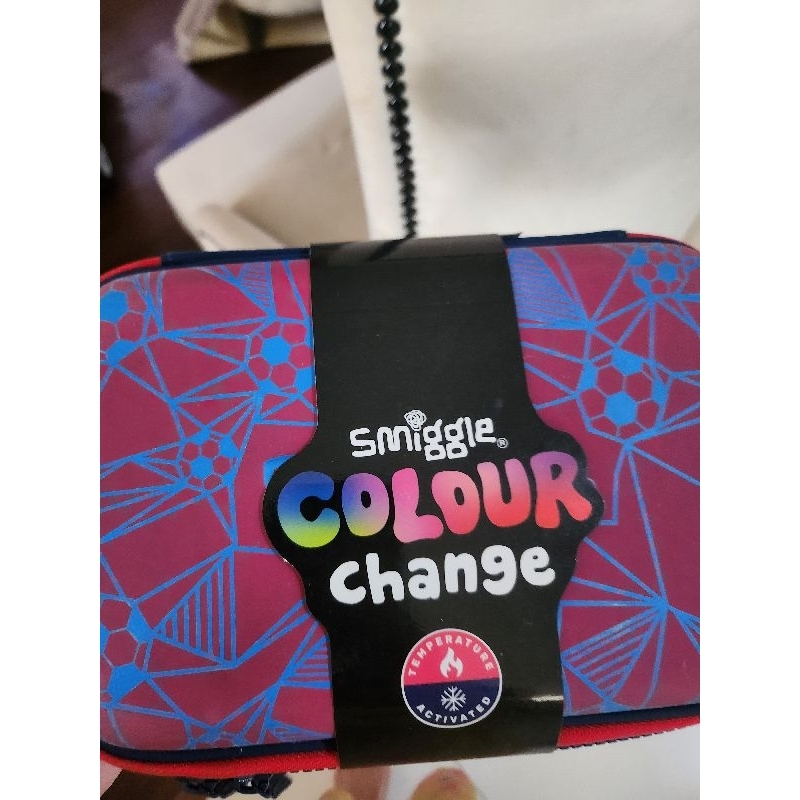 smiggle®
COLOUR
change
TEMPERATURE
ACTIVATED